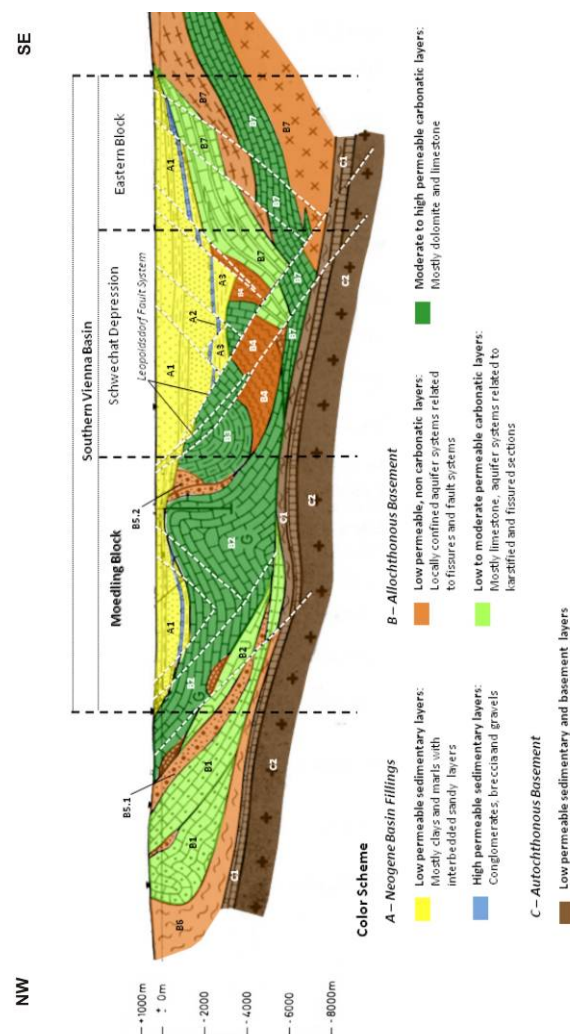 NW
SE
Southern Vienna Basin
Moedling Block
Schwechat Depression
Eastern Block
Leopoldsdorf Fault System
+1000m
± 0m
-2000
-4000
-6000
-8000m
B6
B1
B1
B5.1
B2
B2
B2
G
G
A1
B5.2
B3
A1
A2
A3
A3
B4
B4
B4
A1
B7
B7
B7
B7
B7
B7
B7
C1
C1
C1
C2
C2
C2
Color Scheme
A – Neogene Basin Fillings
Low permeable sedimentary layers:
Mostly clays and marls with
interbedded sandy layers
High permeable sedimentary layers:
Conglomerates, breccia and gravels
B – Allochthonous Basement
Low permeable, non carbonatic layers:
Locally confined aquifer systems related
to fissures and fault systems
Low to moderate permeable carbonatic layers:
Mostly limestone, aquifer systems related to
karstified and fissured sections
Moderate to high permeable carbonatic layers:
Mostly dolomite and limestone
C – Autochthonous Basement
Low permeable sedimentary and basement layers